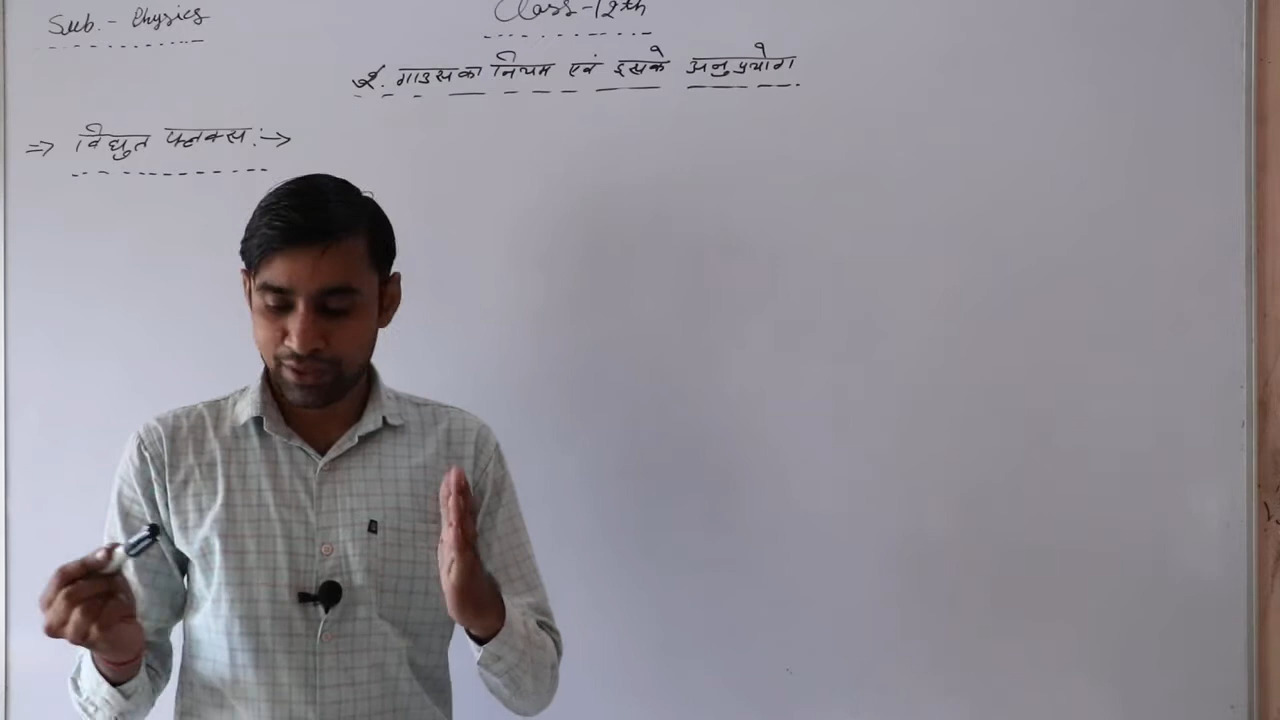 Sub. - Physics
Class-12th
2. गाउस का नियम एवं इसके अनुप्रयोग
=> विद्युत फ्लक्स :->